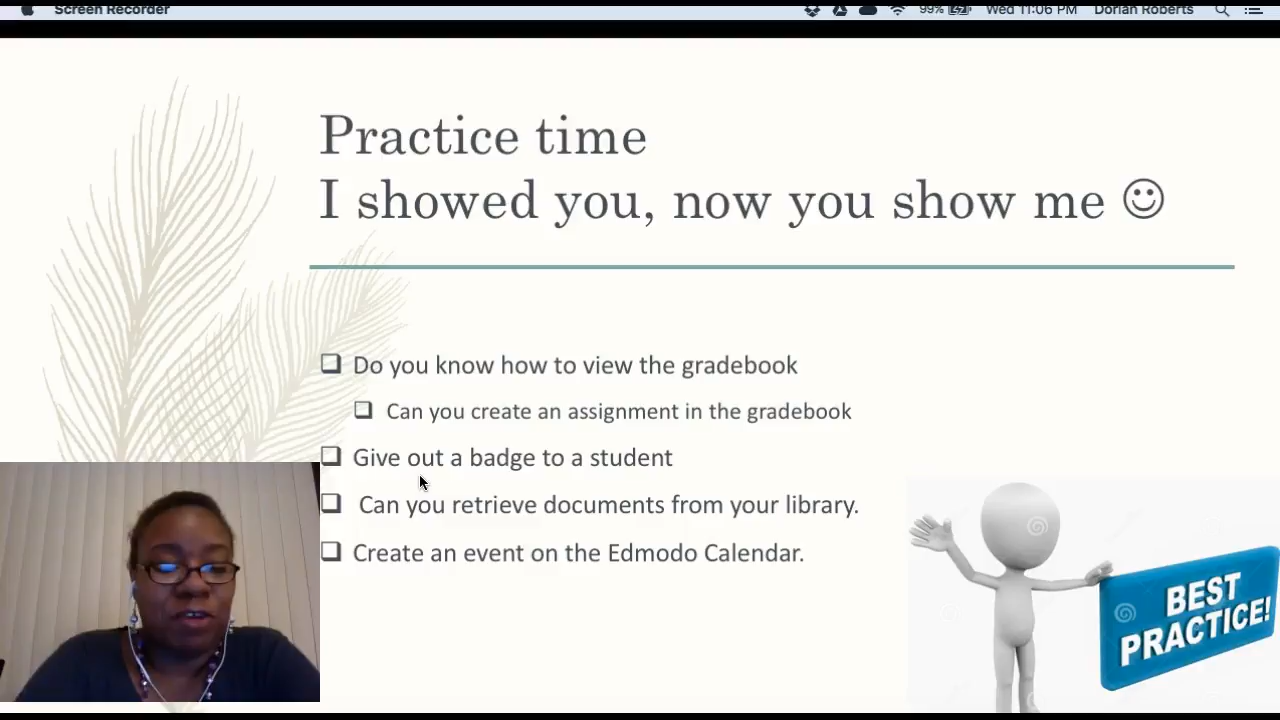 Screen Recorder
99%
Wed 11:06 PM
Dorian Roberts
Practice time
I showed you, now you show me ☺
Do you know how to view the gradebook
Can you create an assignment in the gradebook
Give out a badge to a student
Can you retrieve documents from your library.
Create an event on the Edmodo Calendar.
BEST
PRACTICE!